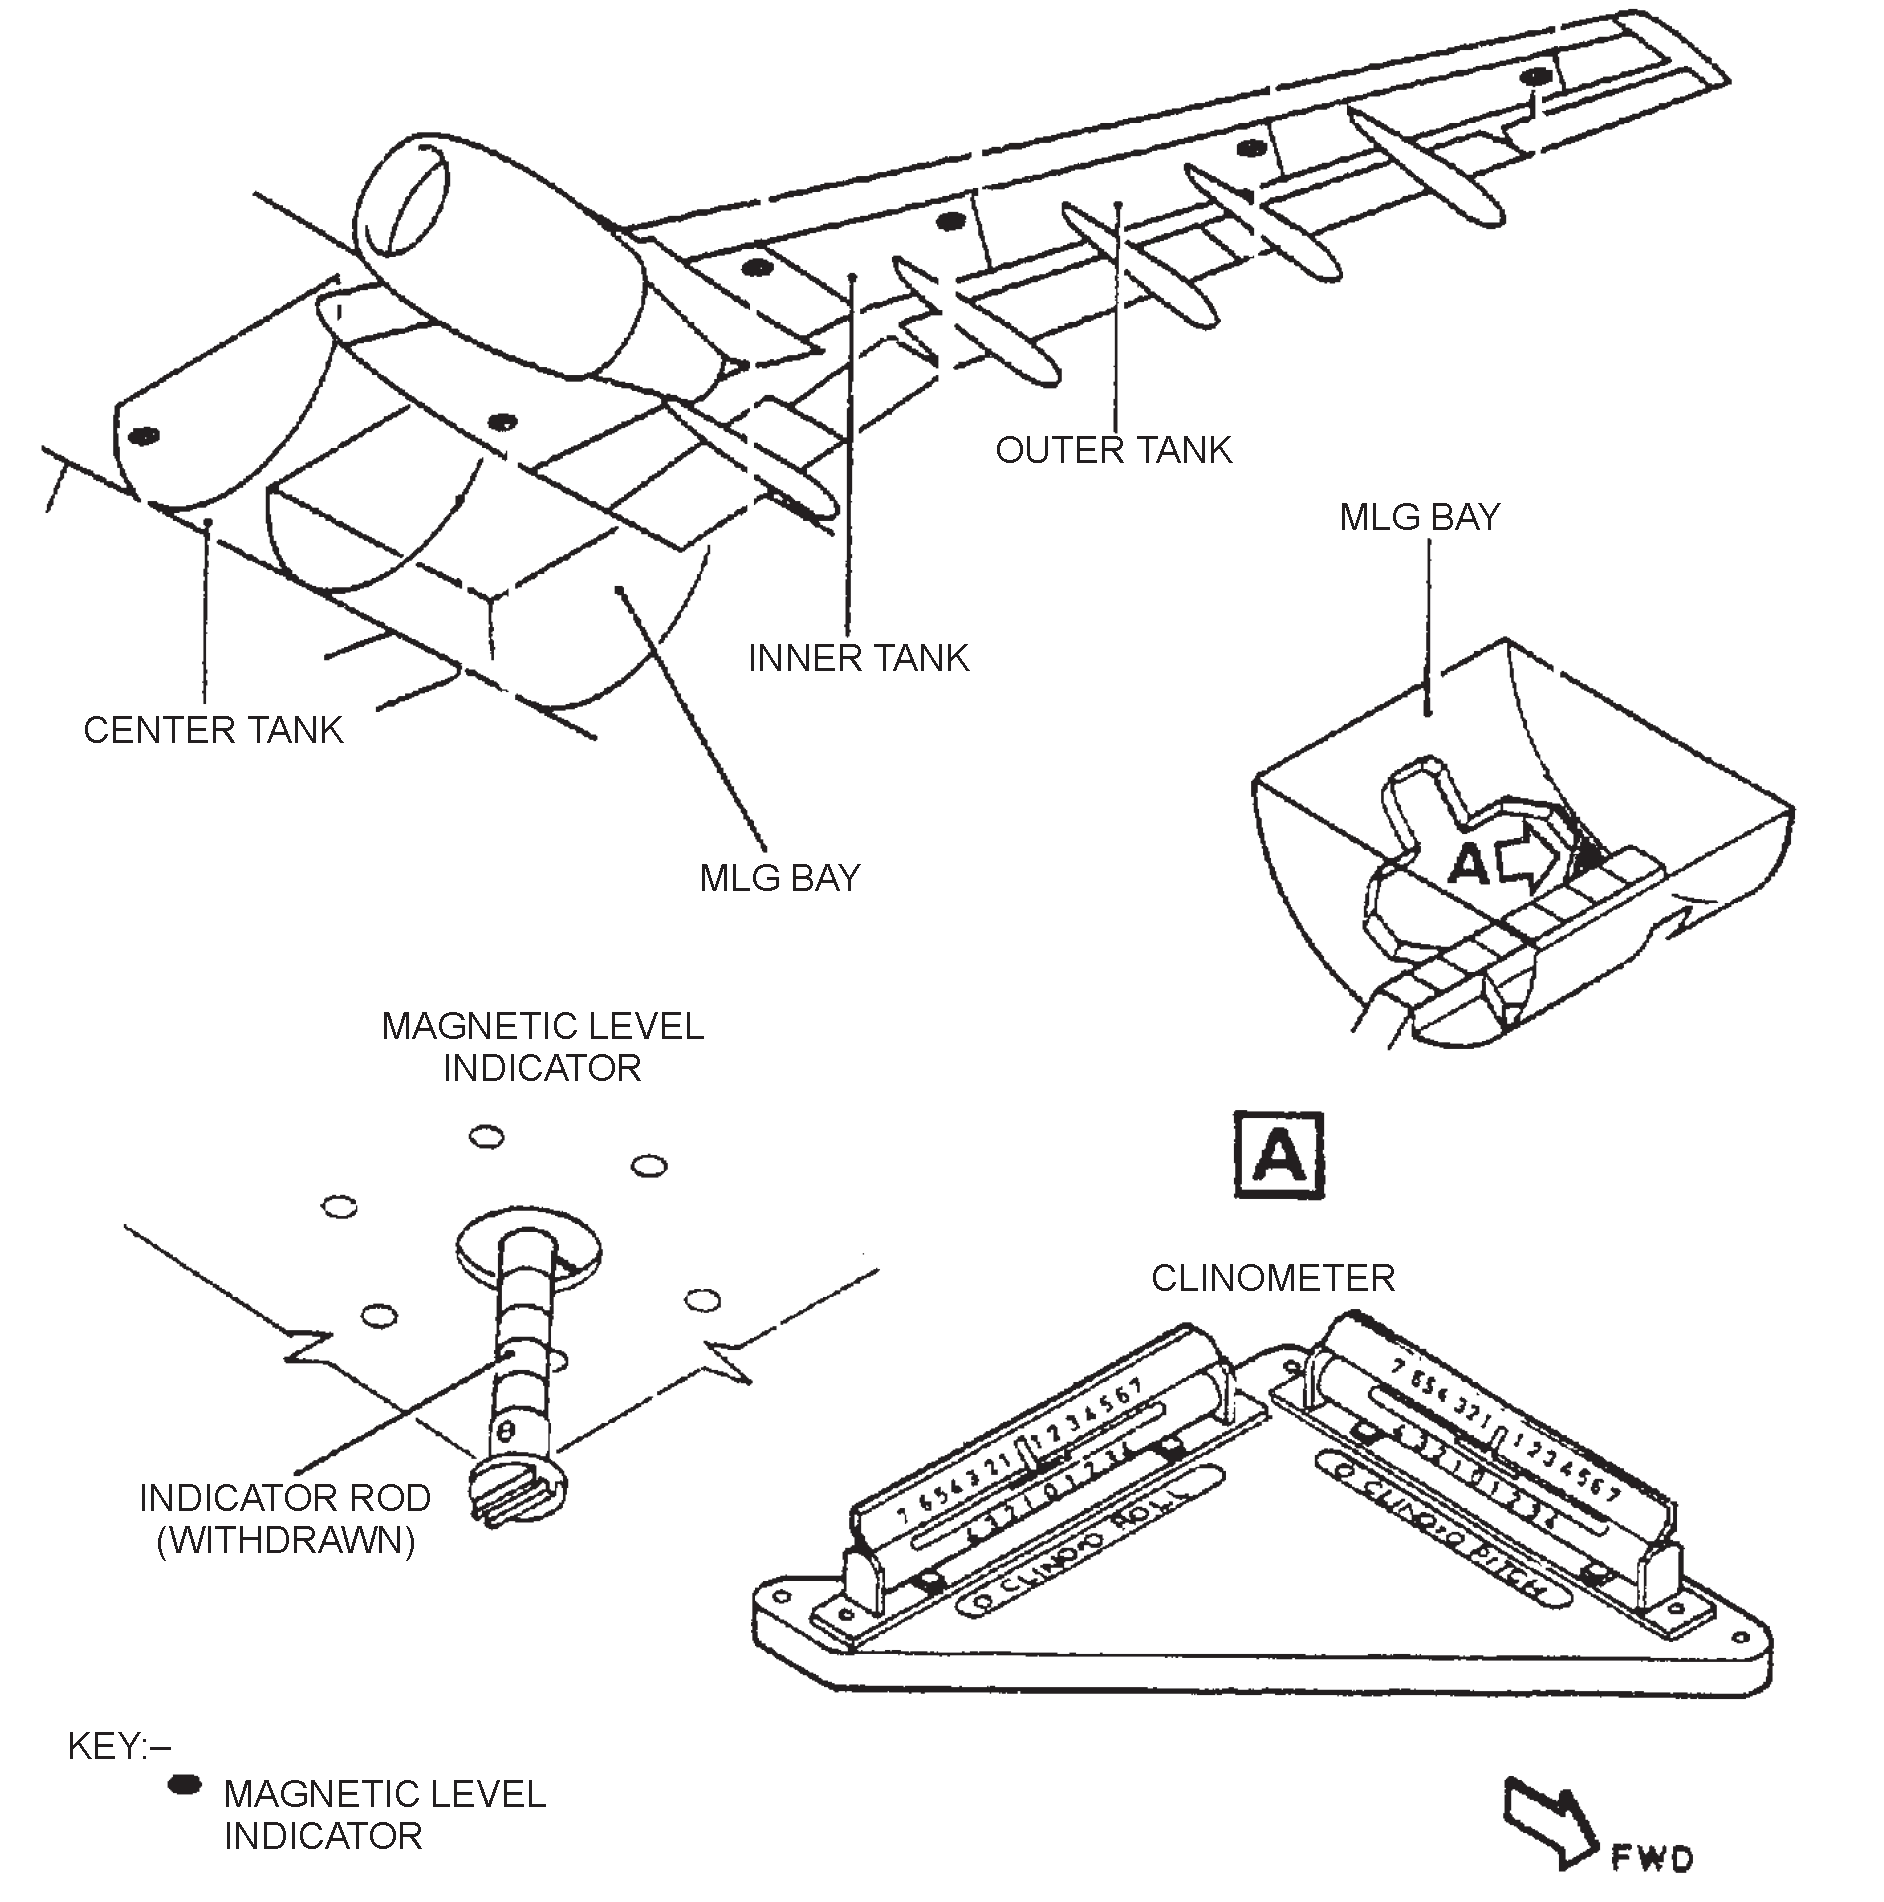 OUTER TANK
MLG BAY
INNER TANK
CENTER TANK
MLG BAY
A
MAGNETIC LEVEL
INDICATOR
A
CLINOMETER
INDICATOR ROD
(WITHDRAWN)
7 6 5 4 3 2 1 1 2 3 4 5 6 7
4 3 2 1 0 1 2 3 4
CLINO:O ROLL
7 6 5 4 3 2 1 1 2 3 4 5 6 7
4 3 2 1 0 1 2 3 4
CLINO:O PITCH
KEY:–
MAGNETIC LEVEL
INDICATOR
FWD